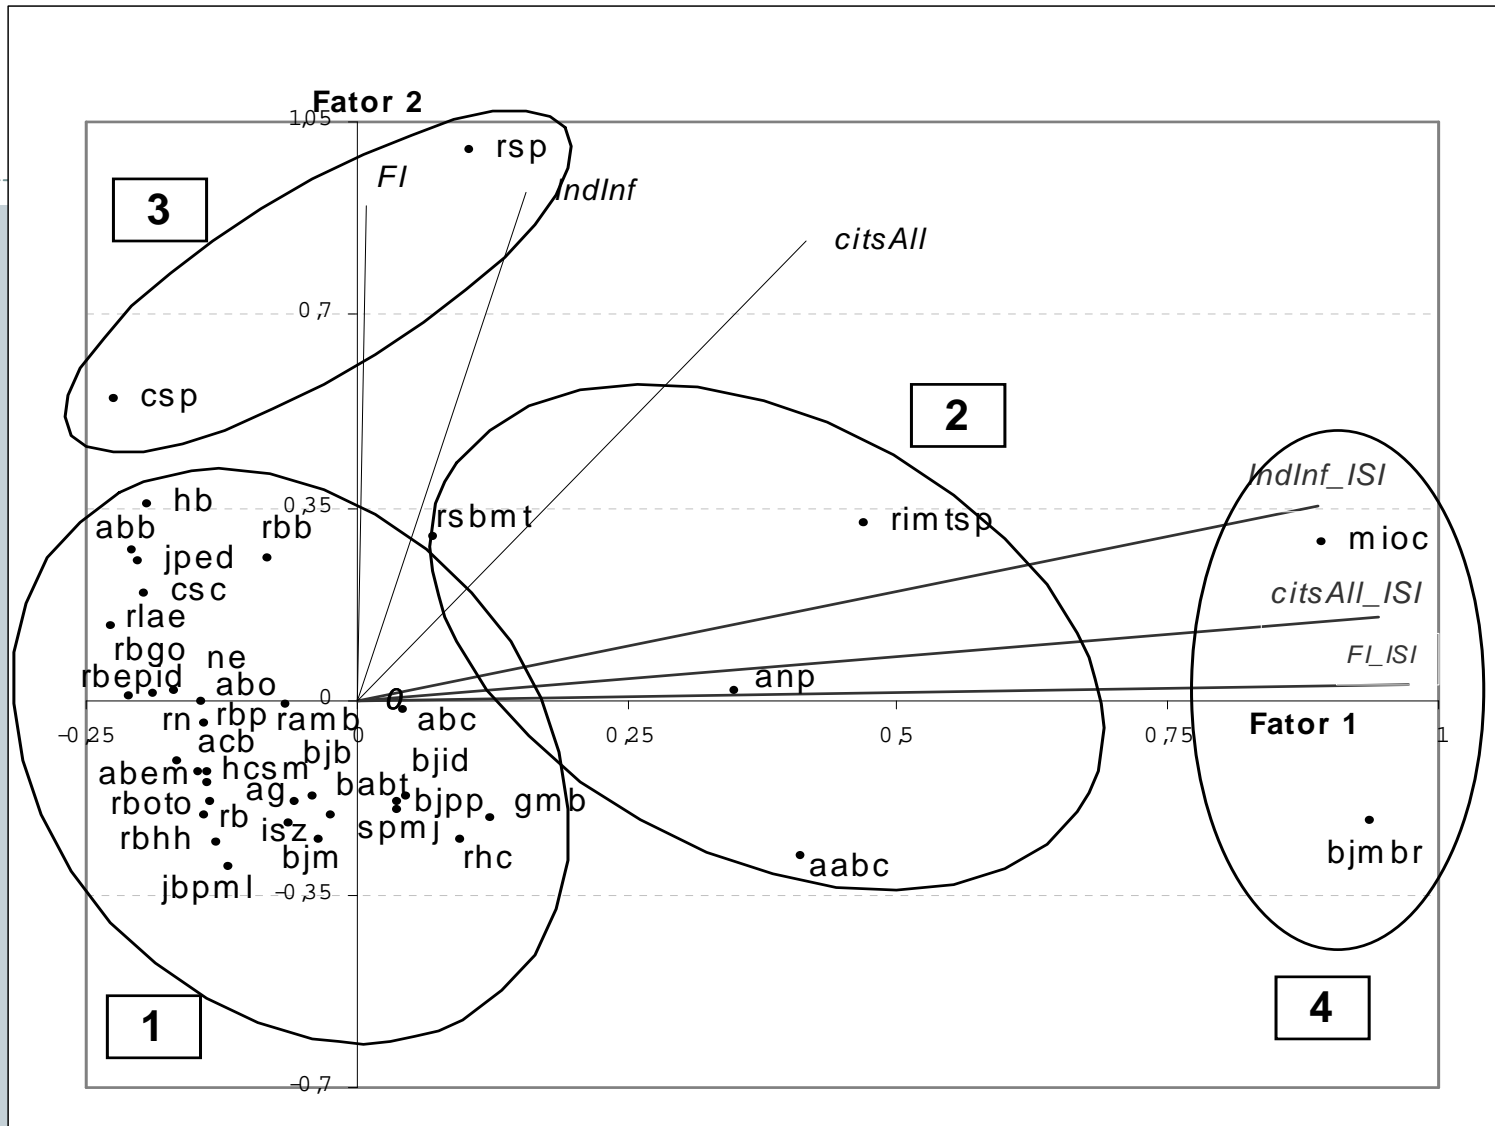 Fator 2
1,05
rsp
FI
IndInf
3
citsAll
0,7
csp
2
IndInf_ISI
hb
0,35
abb
rbb
rsbmt
rimtsp
mioc
jped
csc
citsAll_ISI
rlae
rbgo
ne
FI_ISI
rbepid
abo
anp
0
0
rn
rbp
ramb
abc
Fator 1
-0,25
0
0,25
0,5
0,75
1
acb
bjb
bjid
abem
hcsm
ag
babt
rboto
bjpp
gmb
rb
isz
spmj
rbhh
bjm
rhc
aabc
bjmbr
jbpml
-0,35
1
4
-0,7